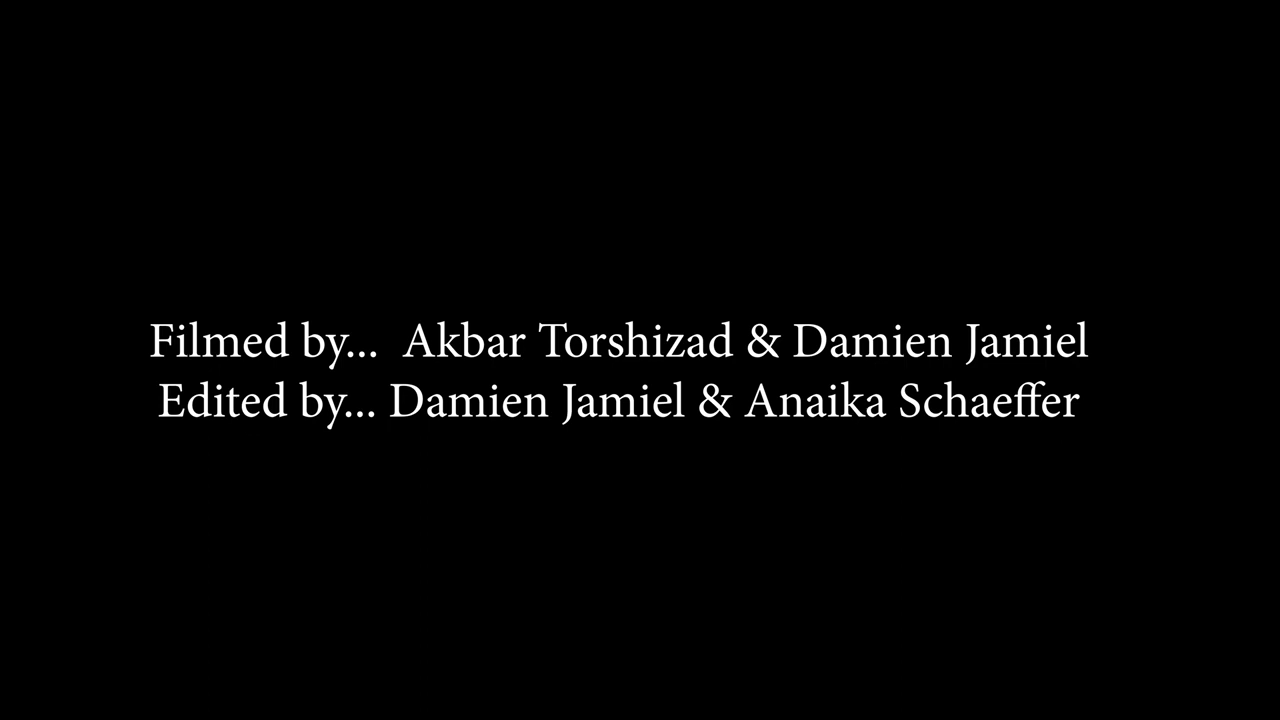 Filmed by...  Akbar Torshizad & Damien Jamiel
Edited by... Damien Jamiel & Anaika Schaeffer